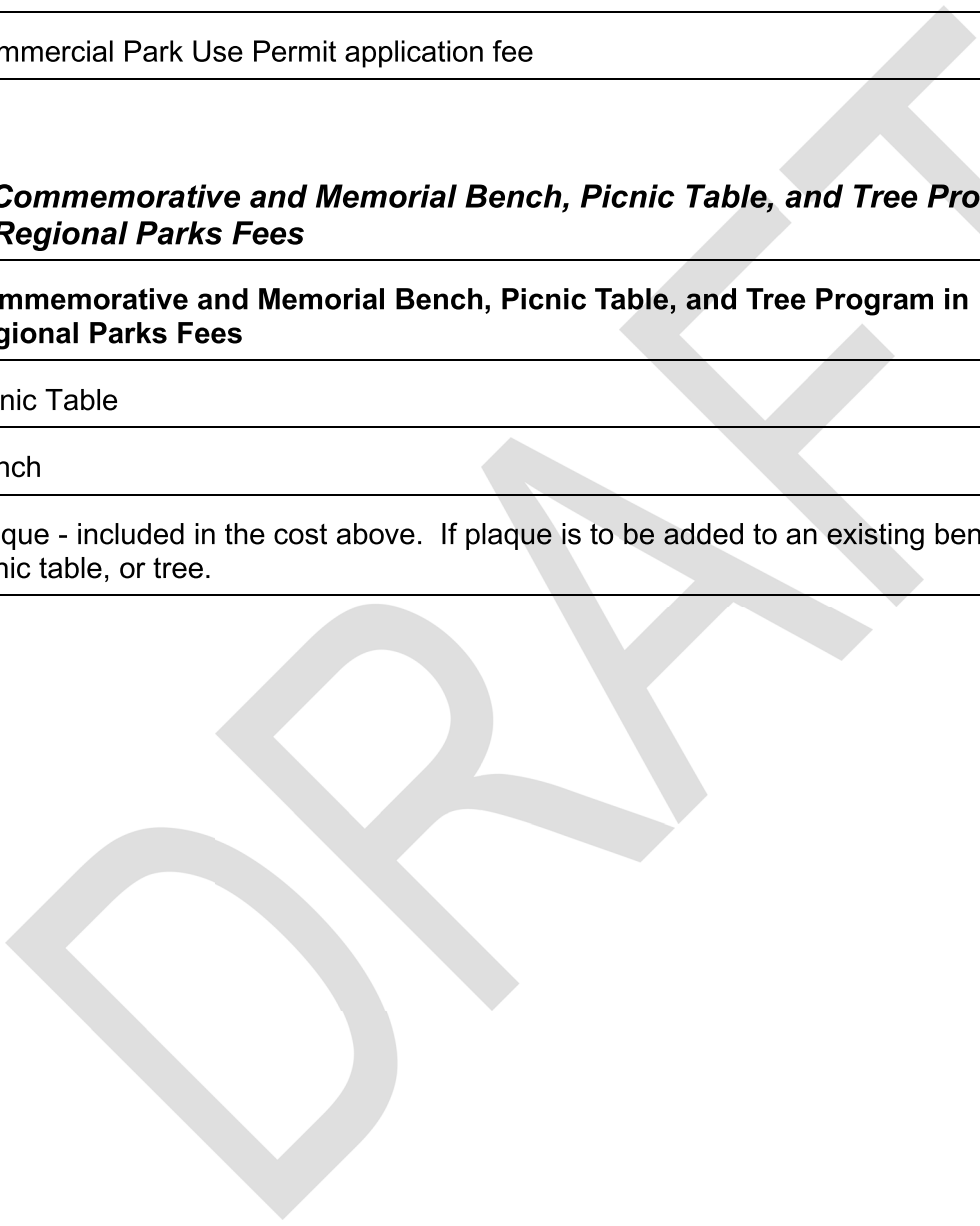 mmercial Park Use Permit application fee
Commemorative and Memorial Bench, Picnic Table, and Tree Pro
Regional Parks Fees
mmemorative and Memorial Bench, Picnic Table, and Tree Program in
gional Parks Fees
nic Table
nch
que - included in the cost above.  If plaque is to be added to an existing ben
nic table, or tree.
DRAFT